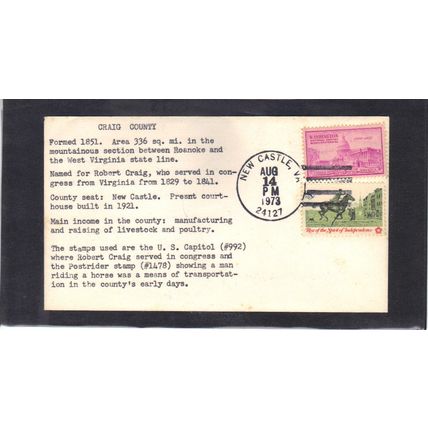 CRAIG COUNTY
Formed 1851. Area 336 sq. mi. in the
mountainous section between Roanoke and
the West Virginia state line.
Named for Robert Craig, who served in con-
gress from Virginia from 1829 to 1841.
County seat: New Castle. Presnt court-
house built in 1921.
Main income in the county: manufacturing
and raising of livestock and poultry.
The stamps used are the U. S. Capitol (#992)
where Robert Craig served in congress and
the Postrider stamp (#1478) showing a man
riding a horse was a means of transportat-
ion in the county's early days.
NEW CASTLE, VA
AUG
14
PM
1973
24127
WASHINGTON
Rise of the Spirit of Independence